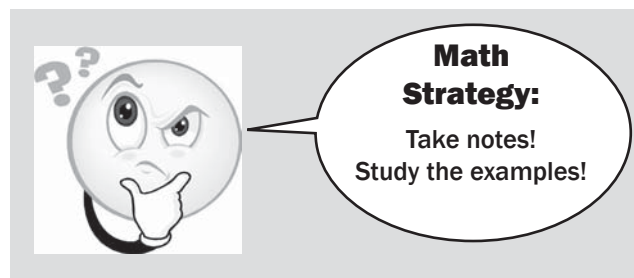 ? ?
Math
Strategy:
Take notes!
Study the examples!